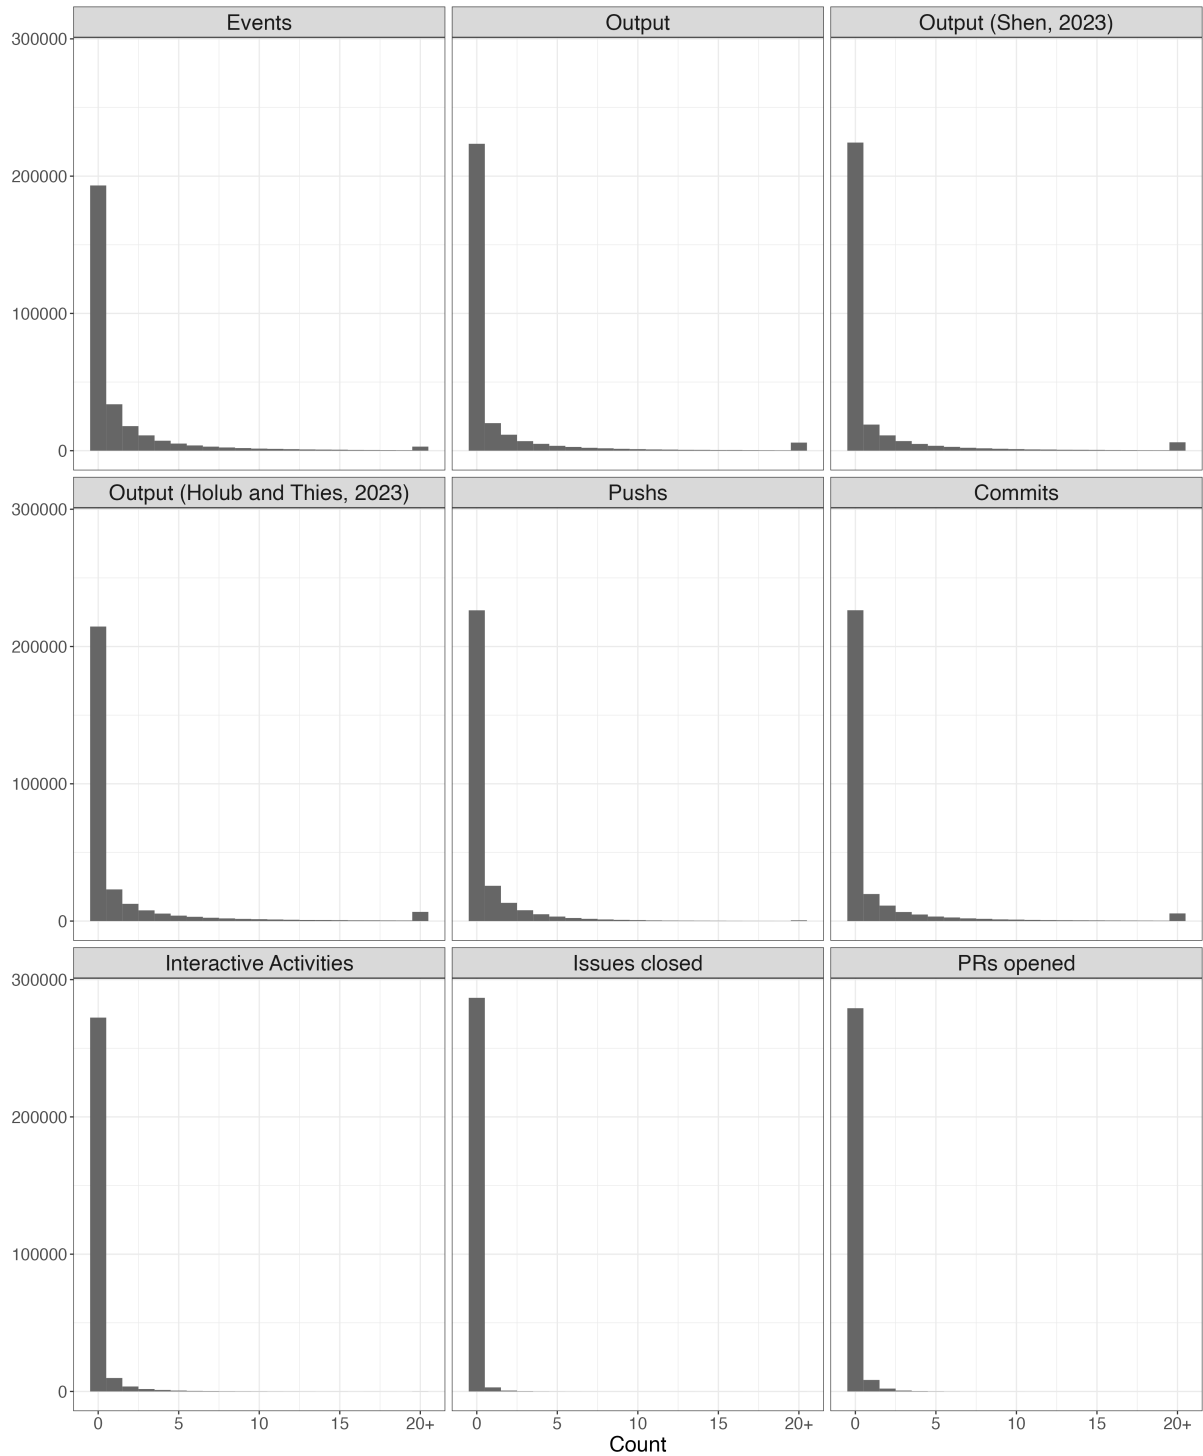 Events
Output
Output (Shen, 2023)
300000
200000
100000
0
Output (Holub and Thies, 2023)
Pushs
Commits
300000
200000
100000
0
Interactive Activities
Issues closed
PRs opened
300000
200000
100000
0
0 5 10 15 20+
0 5 10 15 20+
0 5 10 15 20+
Count